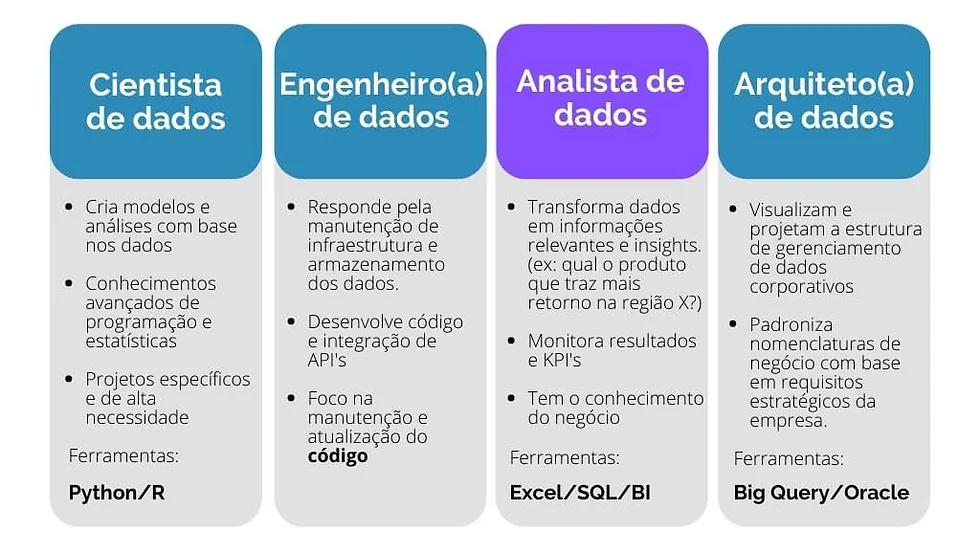 Cientista
de dados
Cria modelos e
análises com base
nos dados
Conhecimentos
avançados de
programação e
estatísticas
Projetos específicos
e de alta
necessidade
Ferramentas:
Python/R
Engenheiro(a)
de dados
Responde pela
manutenção de
infraestrutura e
armazenamento
dos dados.
Desenvolve código
e integração de
API's
Foco na
manutenção e
atualização do
código
Analista de
dados
Transforma dados
em informações
relevantes e insights.
(ex: qual o produto
que traz mais
retorno na região X?)
Monitora resultados
e KPI's
Tem o conhecimento
do negócio
Ferramentas:
Excel/SQL/BI
Arquiteto(a)
de dados
Visualizam e
projetam a estrutura
de gerenciamento
de dados
corporativos
Padroniza
nomenclaturas de
negócio com base
em requisitos
estratégicos da
empresa.
Ferramentas:
Big Query/Oracle